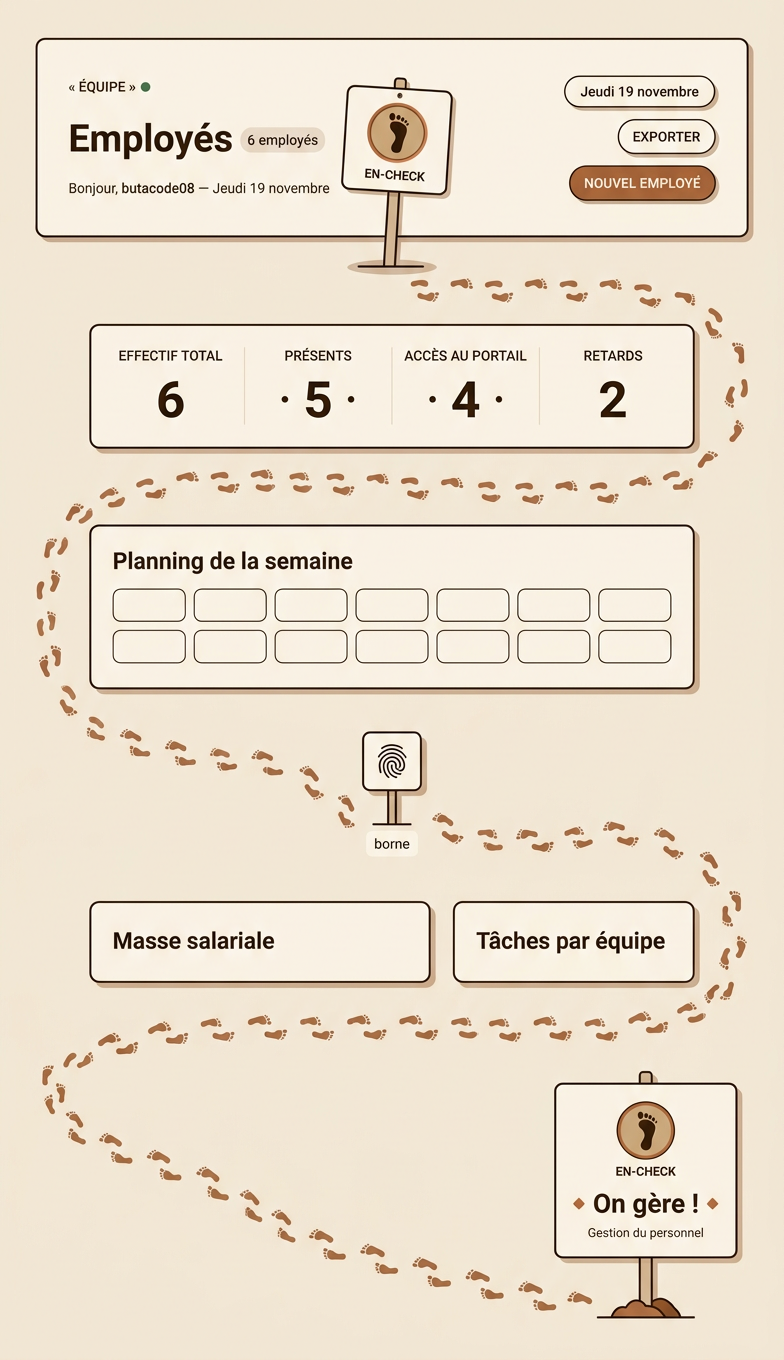 « ÉQUIPE »
Employés 6 employés
Bonjour, butacode08 — Jeudi 19 novembre
EN-CHECK
Jeudi 19 novembre
EXPORTER
NOUVEL EMPLOYÉ
EFFECTIF TOTAL
6
PRÉSENTS
· 5 ·
ACCÈS AU PORTAIL
· 4 ·
RETARDS
2
Planning de la semaine
borne
Masse salariale
Tâches par équipe
EN-CHECK
On gère !
Gestion du personnel